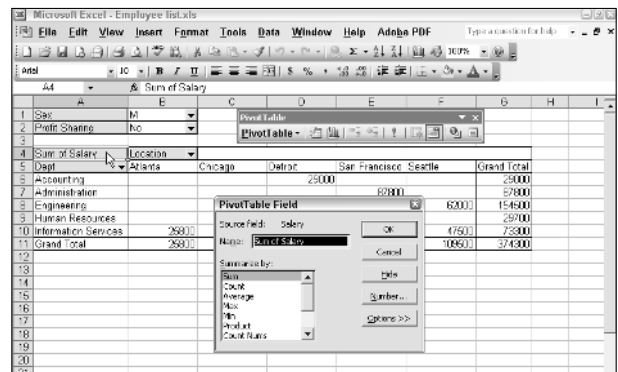 Microsoft Excel - Employee list.xls
File Edit View Insert Format Tools Data Window Help Adobe PDF Type a question for help
100%
Arial 10 B I U $ % ,
A4 fx Sum of Salary
A B C D E F G H I
1 Sex M
2 Profit Sharing No
3
4 Sum of Salary Location
5 Dept Atlanta Chicago Detroit San Francisco Seattle Grand Total
6 Accounting 29000 29000
7 Administration 87800 87800
8 Engineering 62000 154500
9 Human Resources 29700
10 Information Services 25800 47500 73300
11 Grand Total 25800 109500 374300
12
13
14
15
16
17
18
19
20
PivotTable
PivotTable
PivotTable Field
Source field: Salary
Name: Sum of Salary
Summarize by:
Sum
Count
Average
Max
Min
Product
Count Nums
OK
Cancel
Hide
Number...
Options >>